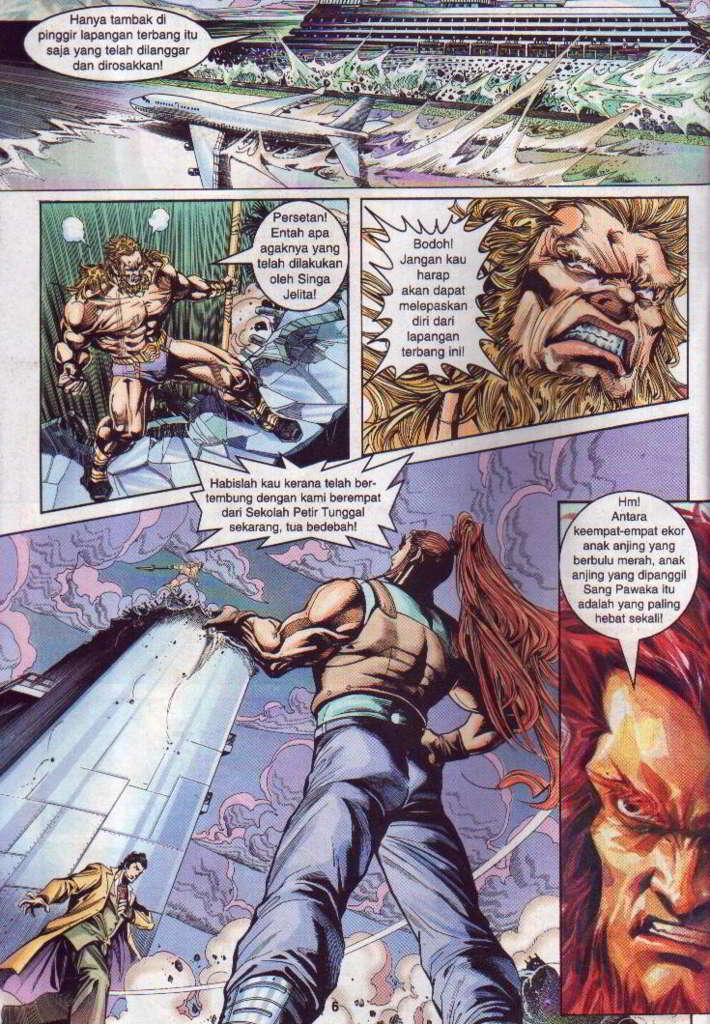 Hanya tambak di
pinggir lapangan terbang itu
saja yang telah dilanggar
dan dirosakkan!
Persetan!
Entah apa
agaknya yang
telah dilakukan
oleh Singa
Jelita!
Bodoh!
Jangan kau
harap
akan dapat
melepaskan
diri dari
lapangan
terbang ini!
Habislah kau kerana telah ber-
tembung dengan kami berempat
dari Sekolah Petir Tunggal
sekarang, tua bedebah!
Hm!
Antara
keempat-empat ekor
anak anjing yang
berbulu merah, anak
anjing yang dipanggil
Sang Pawaka itu
adalah yang paling
hebat sekali!
6